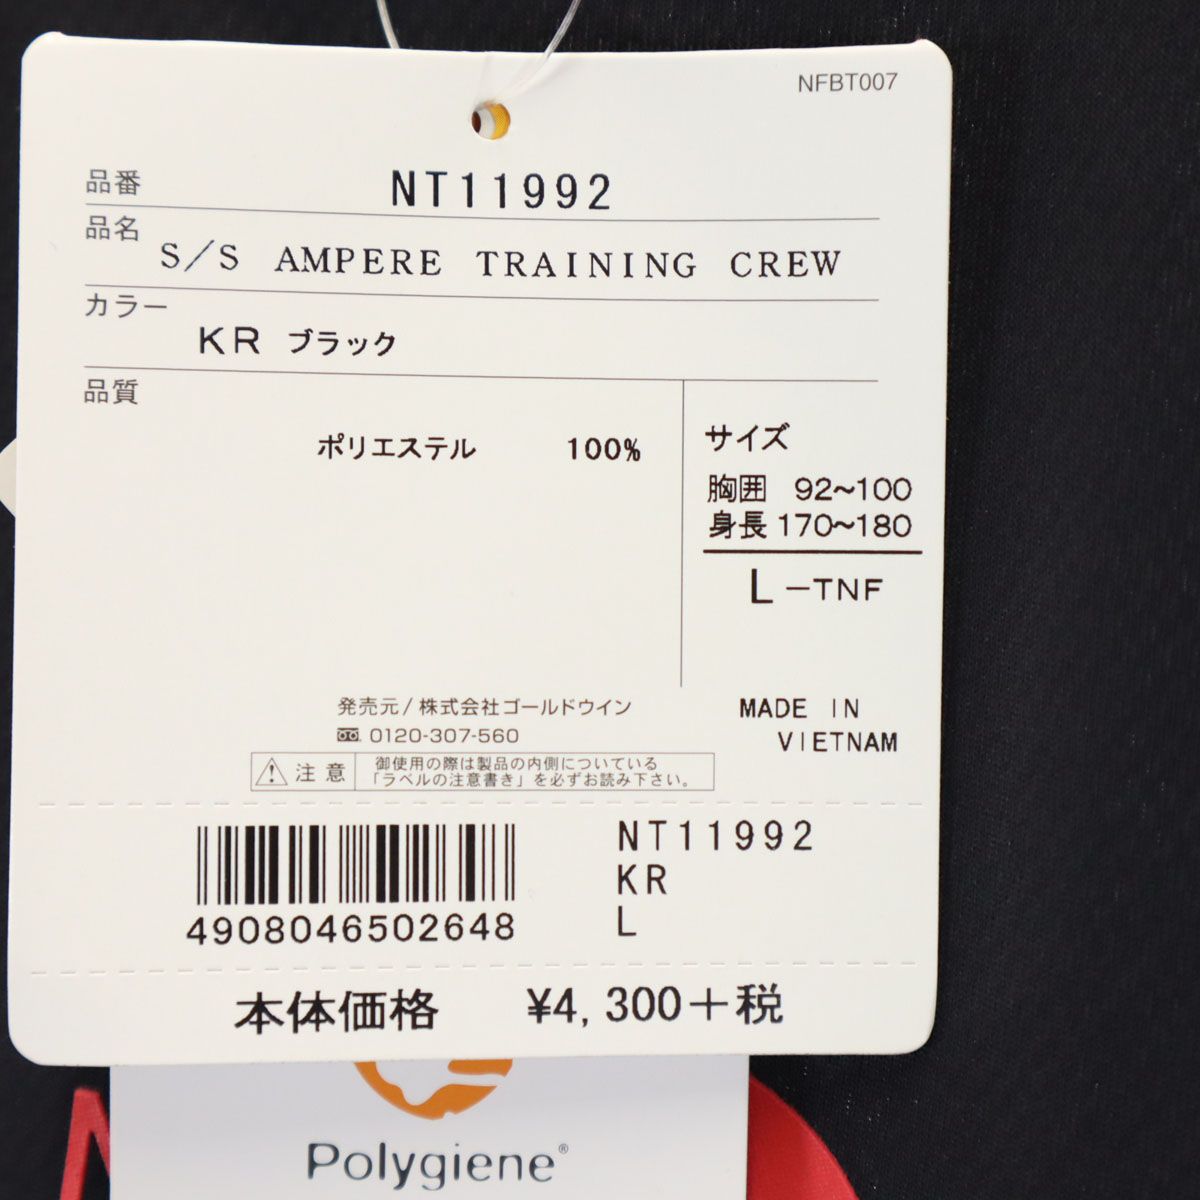 NFBT007
品番 NT11992
品名 S/S AMPERE TRAINING CREW
カラー KR ブラック
品質
ポリエステル 100%
サイズ
胸囲 92~100
身長 170~180
L-TNF
発売元/株式会社ゴールドウイン
0120-307-560
MADE IN
VIETNAM
注意
御使用の際は製品の内側についている
「ラベルの注意書き」を必ずお読み下さい。
4908046502648
NT11992
KR
L
本体価格 ¥4,300+税
Polygiene®